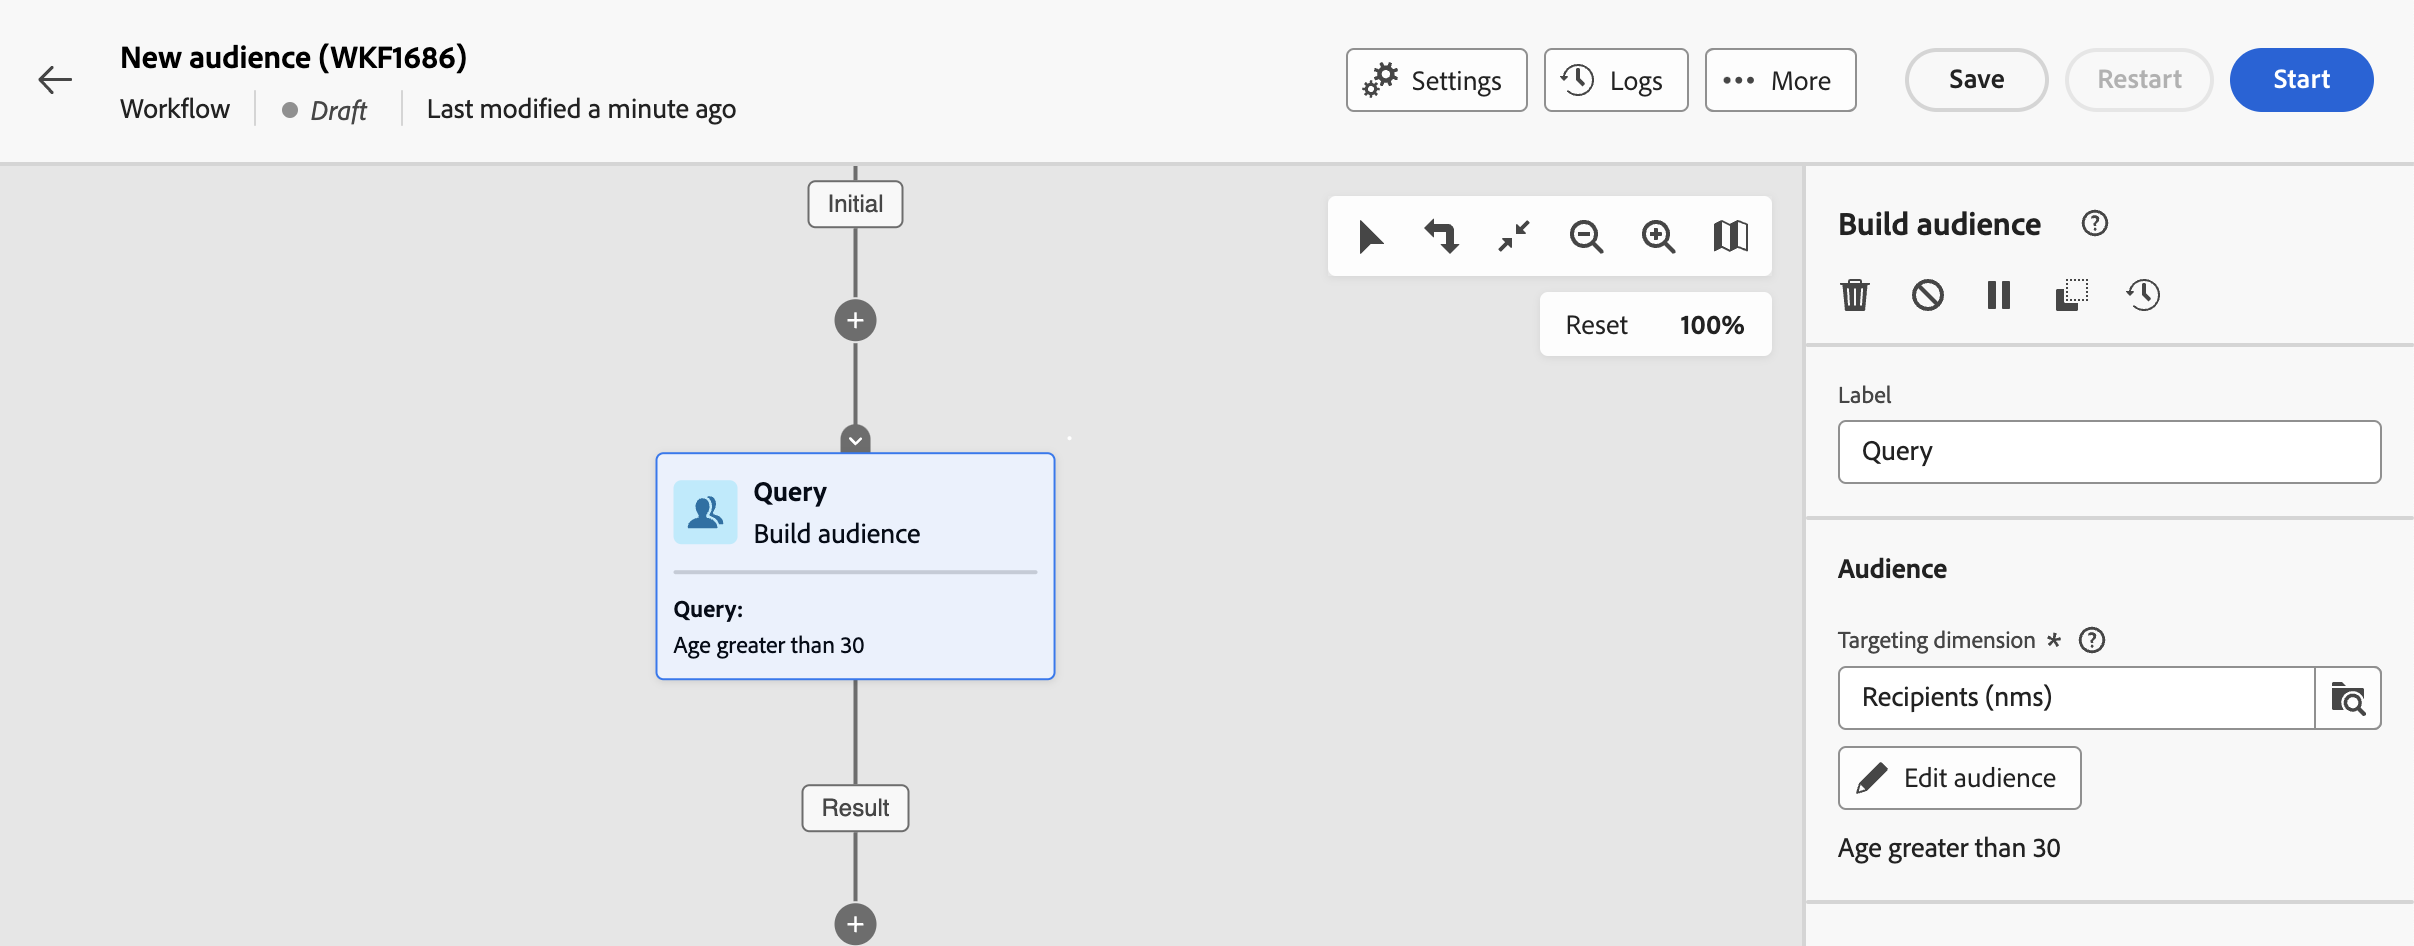 New audience (WKF1686)
Workflow
Draft
Last modified a minute ago
Settings
Logs
More
Save
Restart
Start
Initial
Query
Build audience
Query:
Age greater than 30
Result
Reset 100%
Build audience
Label
Query
Audience
Targeting dimension *
Recipients (nms)
Edit audience
Age greater than 30